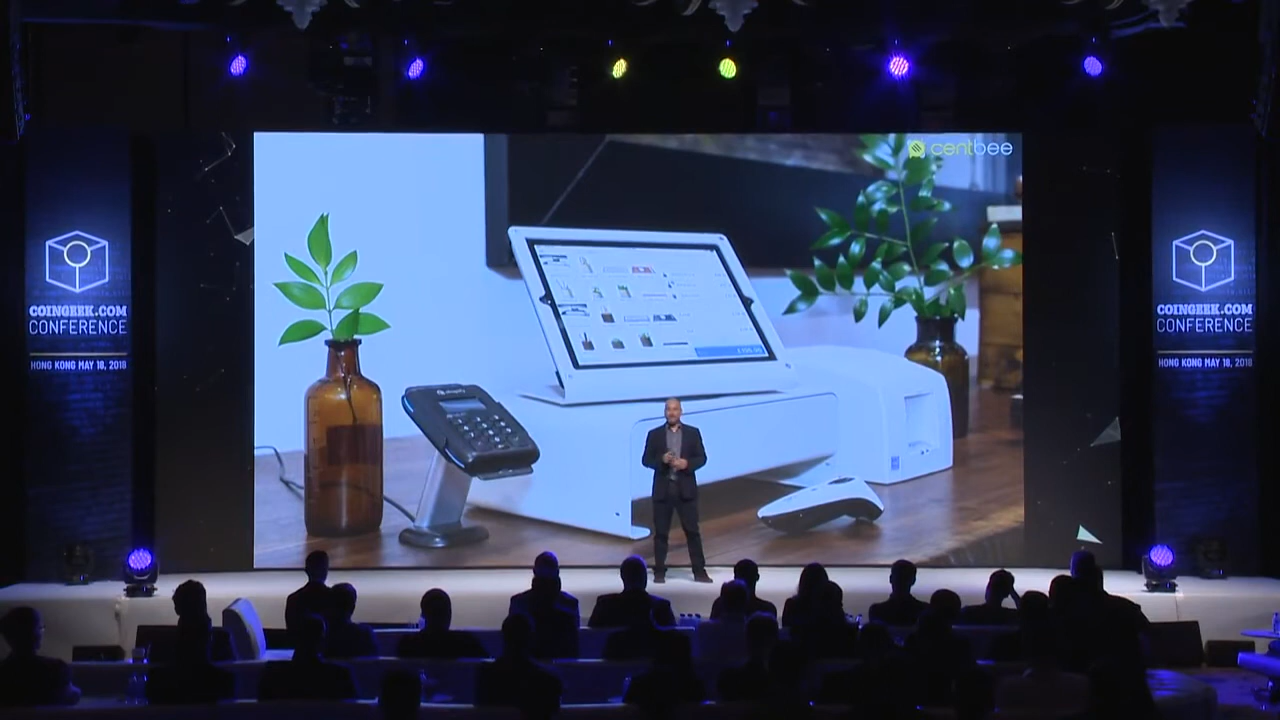 centbee
COINGEEK.COM
CONFERENCE
HONG KONG MAY 18, 2018
COINGEEK.COM
CONFERENCE
HONG KONG MAY 18, 2018